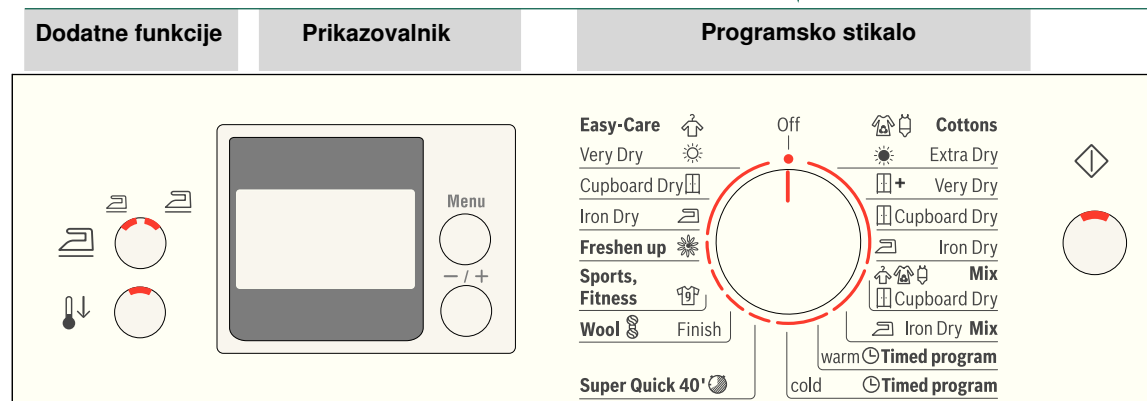 Dodatne funkcije
Prikazovalnik
Programsko stikalo
Menu
− / +
Off
Easy-Care
Very Dry
Cupboard Dry
Iron Dry
Freshen up
Sports,
Fitness 9
Wool Finish
Super Quick 40'
Cottons
Extra Dry
+ Very Dry
Cupboard Dry
Iron Dry
Mix
Cupboard Dry
Iron Dry Mix
warm Timed program
cold Timed program